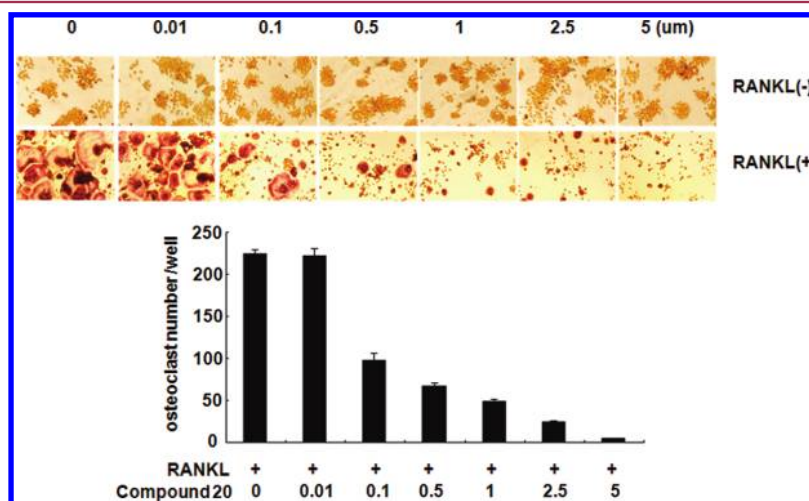 0 0.01 0.1 0.5 1 2.5 5 (um)
RANKL(-)
RANKL(+
osteoclast number/well
250
200
150
100
50
0
RANKL + + + + + + +
Compound 20 0 0.01 0.1 0.5 1 2.5 5